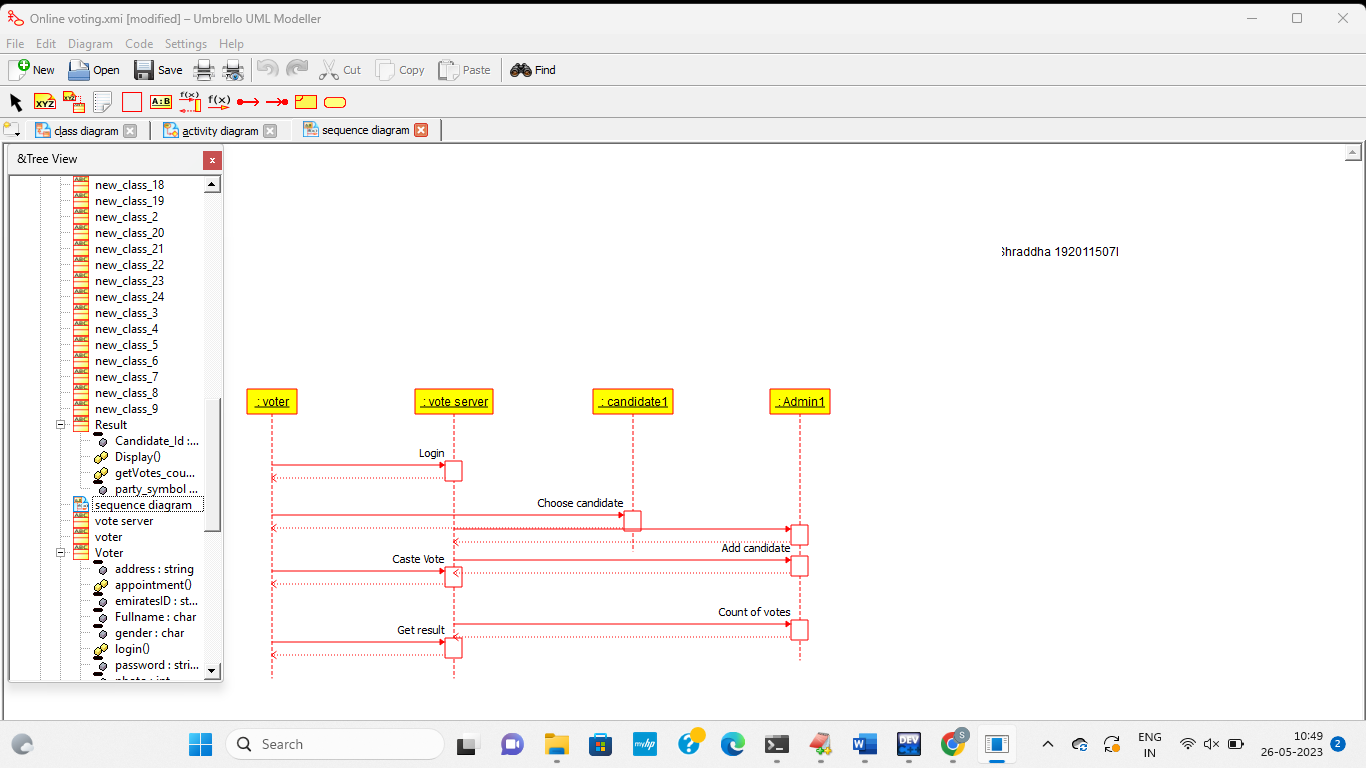 Online voting.xmi [modified] – Umbrello UML Modeller
File Edit Diagram Code Settings Help
New Open Save Cut Copy Paste Find
XYZ XYZ A:B f(x) f(x)
class diagram activity diagram sequence diagram
&Tree View
new_class_18
new_class_19
new_class_2
new_class_20
new_class_21
new_class_22
new_class_23
new_class_24
new_class_3
new_class_4
new_class_5
new_class_6
new_class_7
new_class_8
new_class_9
Result
Candidate_Id :...
Display()
getVotes_cou...
party_symbol ...
sequence diagram
vote server
voter
Voter
address : string
appointment()
emiratesID : st...
Fullname : char
gender : char
login()
password : stri...
Shraddha 192011507
: voter : vote server : candidate1 : Admin1
Login
Choose candidate
Add candidate
Caste Vote
Count of votes
Get result
Search
myhp
DEV
S
ENG
IN
10:49
26-05-2023
2